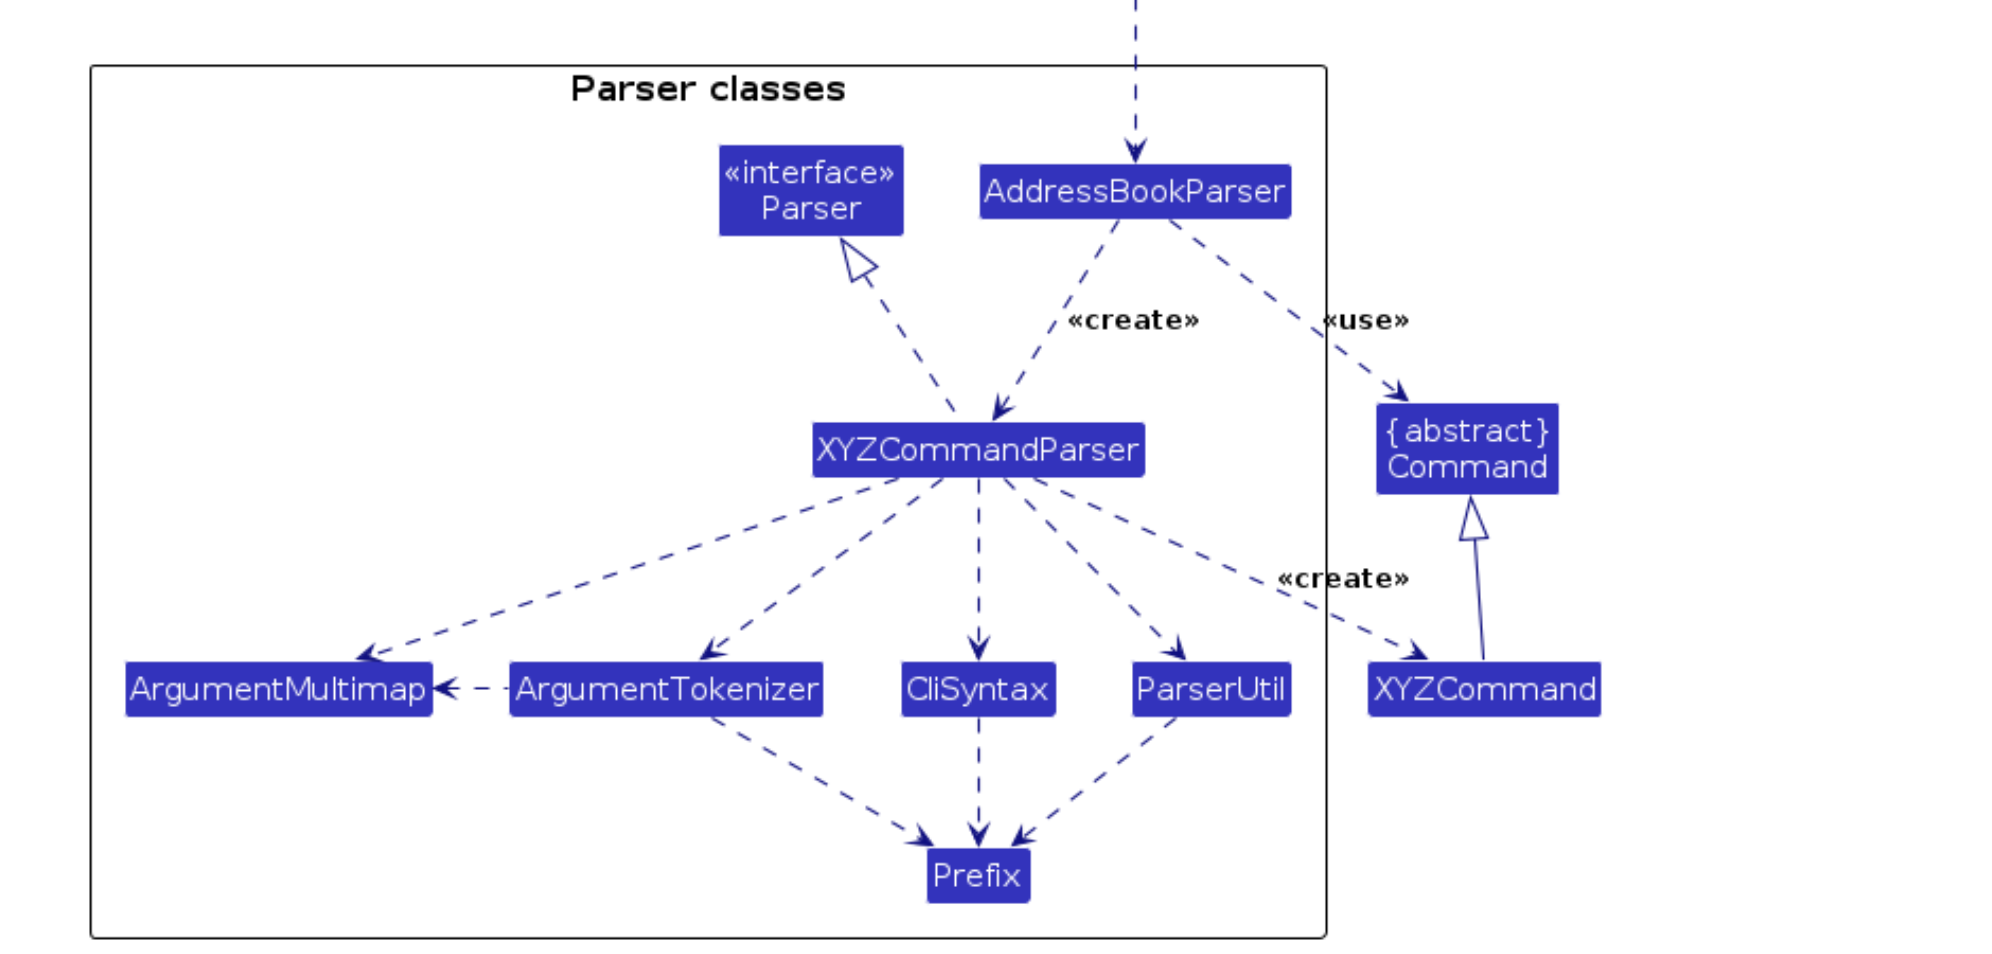 Parser classes
«interface»
Parser
AddressBookParser
«create»
«use»
XYZCommandParser
{abstract}
Command
«create»
ArgumentMultimap
ArgumentTokenizer
CliSyntax
ParserUtil
XYZCommand
Prefix